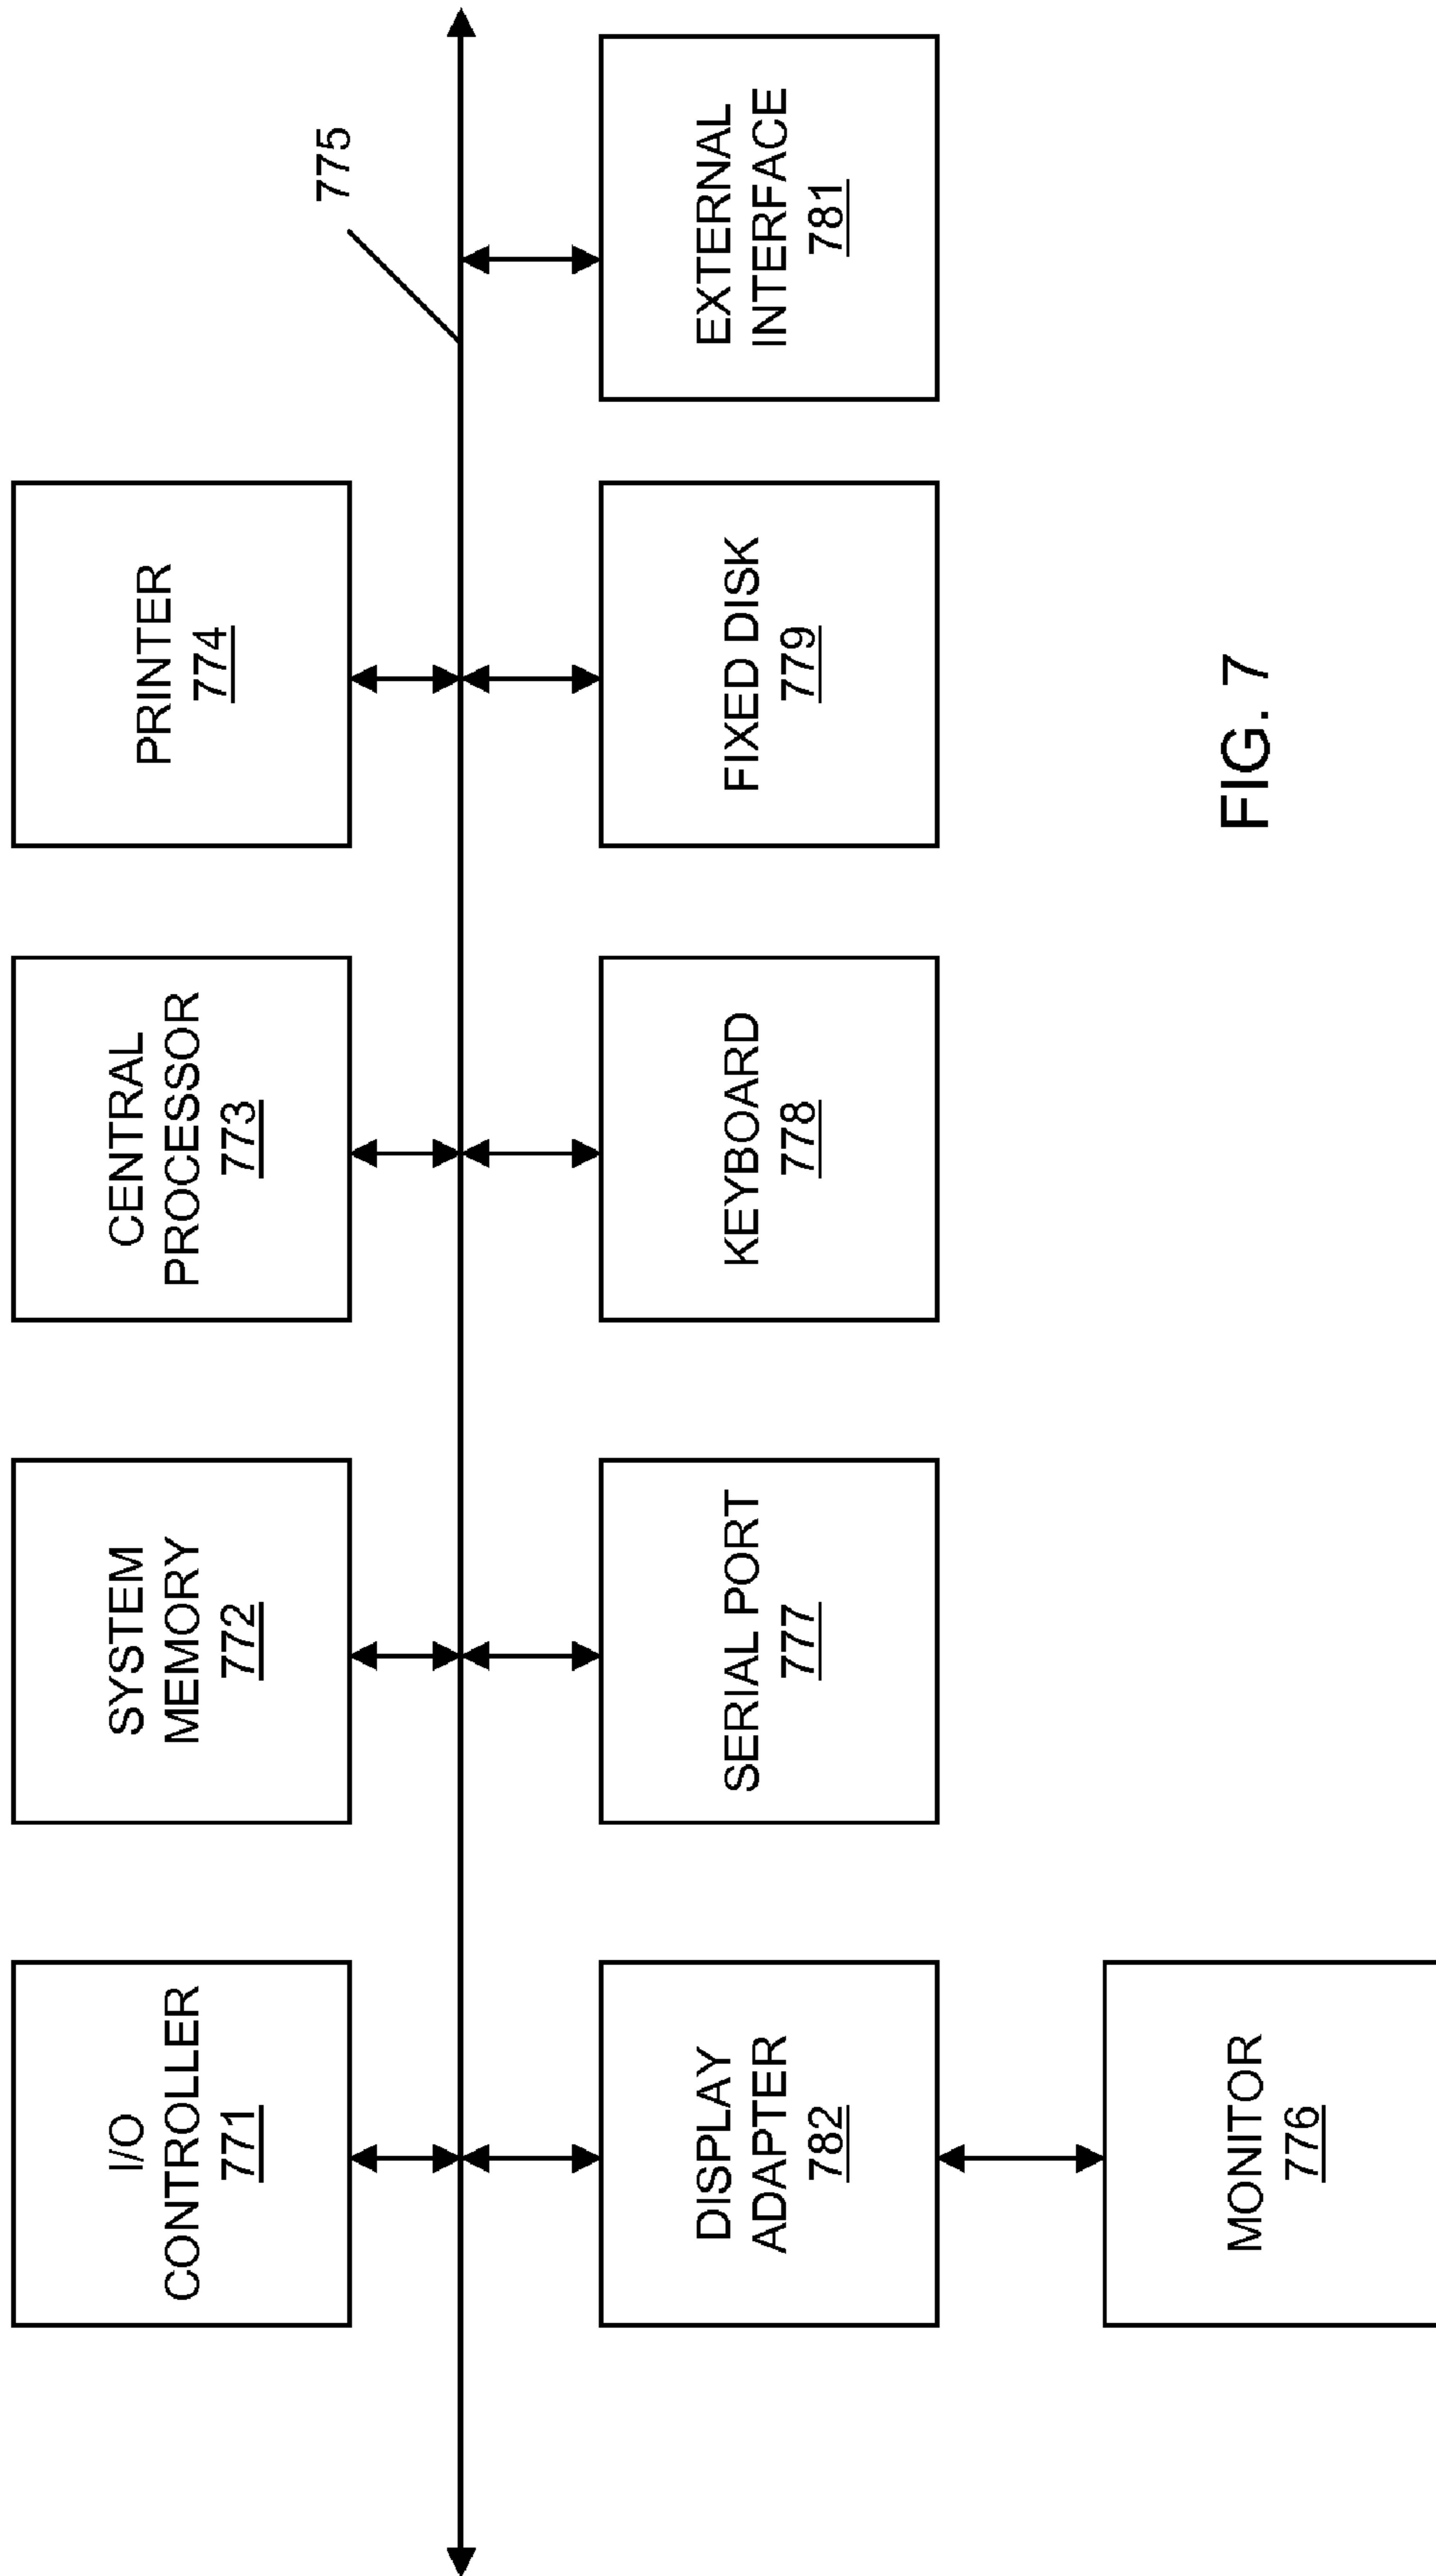 I/O
CONTROLLER
771
SYSTEM
MEMORY
772
CENTRAL
PROCESSOR
773
PRINTER
774
775
DISPLAY
ADAPTER
782
SERIAL PORT
777
KEYBOARD
778
FIXED DISK
779
EXTERNAL
INTERFACE
781
MONITOR
776
FIG. 7